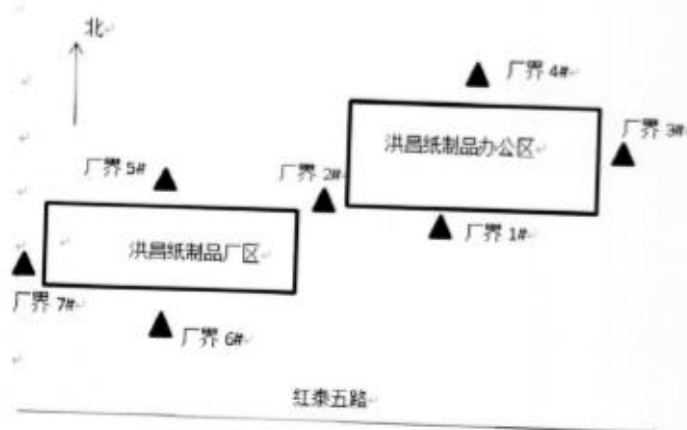 北
厂界 4#
洪昌纸制品办公区
厂界 3#
厂界 5#
厂界 2#
厂界 1#
洪昌纸制品厂区
厂界 7#
厂界 6#
红泰五路